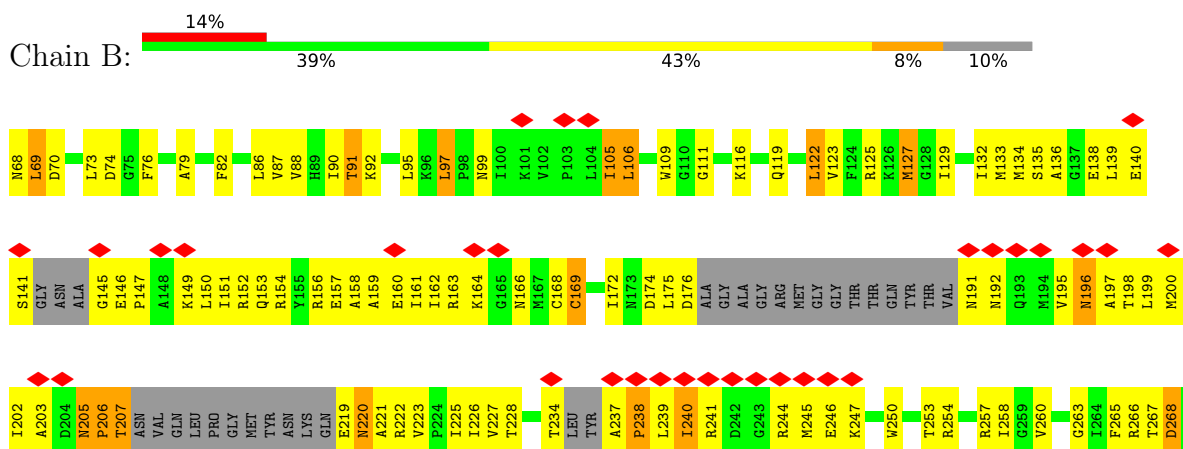 14%
Chain B:
39% 43% 8% 10%
N68 L69 D70 L73 D74 G75 F76 A79 F82 L86 V87 V88 H89 I90 T91 K92 L95 K96 L97 P98 N99 I100 K101 V102 P103 L104 I105 L106 W109 G110 G111 K116 Q119 L122 V123 F124 R125 K126 M127 G128 I129 I132 M133 M134 S135 A136 G137 E138 L139 E140
S141 GLY ASN ALA G145 E146 P147 A148 K149 L150 I151 R152 Q153 R154 Y155 R156 E157 A158 A159 E160 I161 I162 R163 K164 G165 N166 M167 C168 C169 I172 N173 D174 L175 D176 ALA GLY ALA GLY ARG MET GLY GLY THR THR GLN TYR THR VAL N191 N192 Q193 M194 V195 N196 A197 T198 L199 M200
I202 A203 D204 N205 P206 T207 ASN VAL GLN LEU PRO GLY MET TYR ASN LYS GLN E219 N220 A221 R222 V223 P224 I225 I226 V227 T228 T234 LEU TYR A237 P238 L239 I240 R241 D242 G243 R244 M245 E246 K247 W250 T253 R254 R257 I258 G259 V260 G263 I264 F265 R266 T267 D268